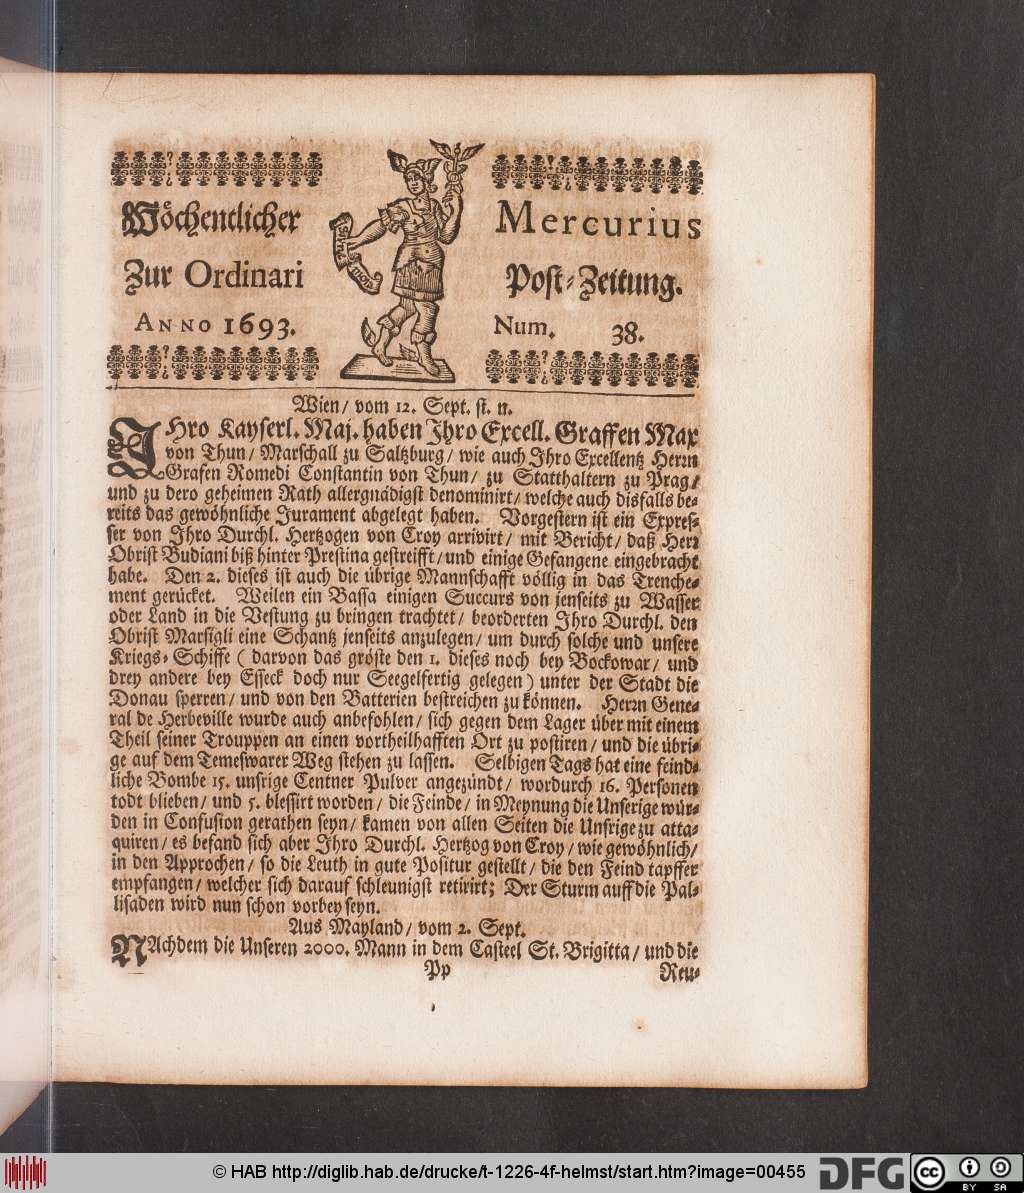 Wöchentlicher Mercurius
Zur Ordinari Post-Zeitung.
ANNO 1693. Num. 38.
Wien/ vom 12. Sept. st. n.
IHro Kayserl. Maj. haben Ihro Excell. Graffen Max
von Thun/ Marschall zu Saltzburg/ wie auch Ihro Excellentz Herrn
Grafen Romedi Constantin von Thun/ zu Statthaltern zu Prag/
und zu dero geheimen Rath allergnädigst denominirt/ welche auch disfalls be-
reits das gewöhnliche Jurament abgelegt haben. Vorgestern ist ein Expres-
ser von Ihro Durchl. Hertzogen von Croy arrivirt/ mit Bericht/ daß Herr
Obrist Budiani biß hinter Prestina gestreifft/ und einige Gefangene eingebracht
habe. Den 2. dieses ist auch die übrige Mannschafft völlig in das Trenche-
ment gerücket. Weilen ein Bassa einigen Succurs von jenseits zu Wasser
oder Land in die Vestung zu bringen trachtet/ beorderten Ihro Durchl. den
Obrist Marsigli eine Schantz jenseits anzulegen/ um durch solche und unsere
Kriegs-Schiffe ( darvon das gröste den 1. dieses noch bey Bockowar/ und
drey andere bey Esseck doch nur Seegelfertig gelegen) unter der Stadt die
Donau sperren/ und von den Batterien bestreichen zu können. Herrn Gene-
ral de Herbeville wurde auch anbefohlen/ sich gegen dem Lager über mit einem
Theil seiner Trouppen an einen vortheilhafften Ort zu postiren/ und die übri-
ge auf dem Temeswarer Weg stehen zu lassen. Selbigen Tags hat eine feind-
liche Bombe 15. unsrige Centner Pulver angezündt/ wordurch 16. Personen
todt blieben/ und 5. blessirt worden/ die Feinde/ in Meynung die Unserige wür-
den in Confusion gerathen seyn/ kamen von allen Seiten die Unsrige zu atta-
quiren/ es befand sich aber Ihro Durchl. Hertzog von Croy/ wie gewöhnlich/
in den Approchen/ so die Leuth in gute Positur gestellt/ die den Feind tapffer
empfangen/ welcher sich darauf schleunigst retirirt; Der Sturm auff die Pal-
lisaden wird nun schon vorbey seyn.
Aus Mayland/ vom 2. Sept.
NAchdem die Unseren 2000. Mann in dem Casteel St. Brigitta/ und die
Pp Reu-
© HAB http://diglib.hab.de/drucke/t-1226-4f-helmst/start.htm?image=00455 DFG cc BY SA